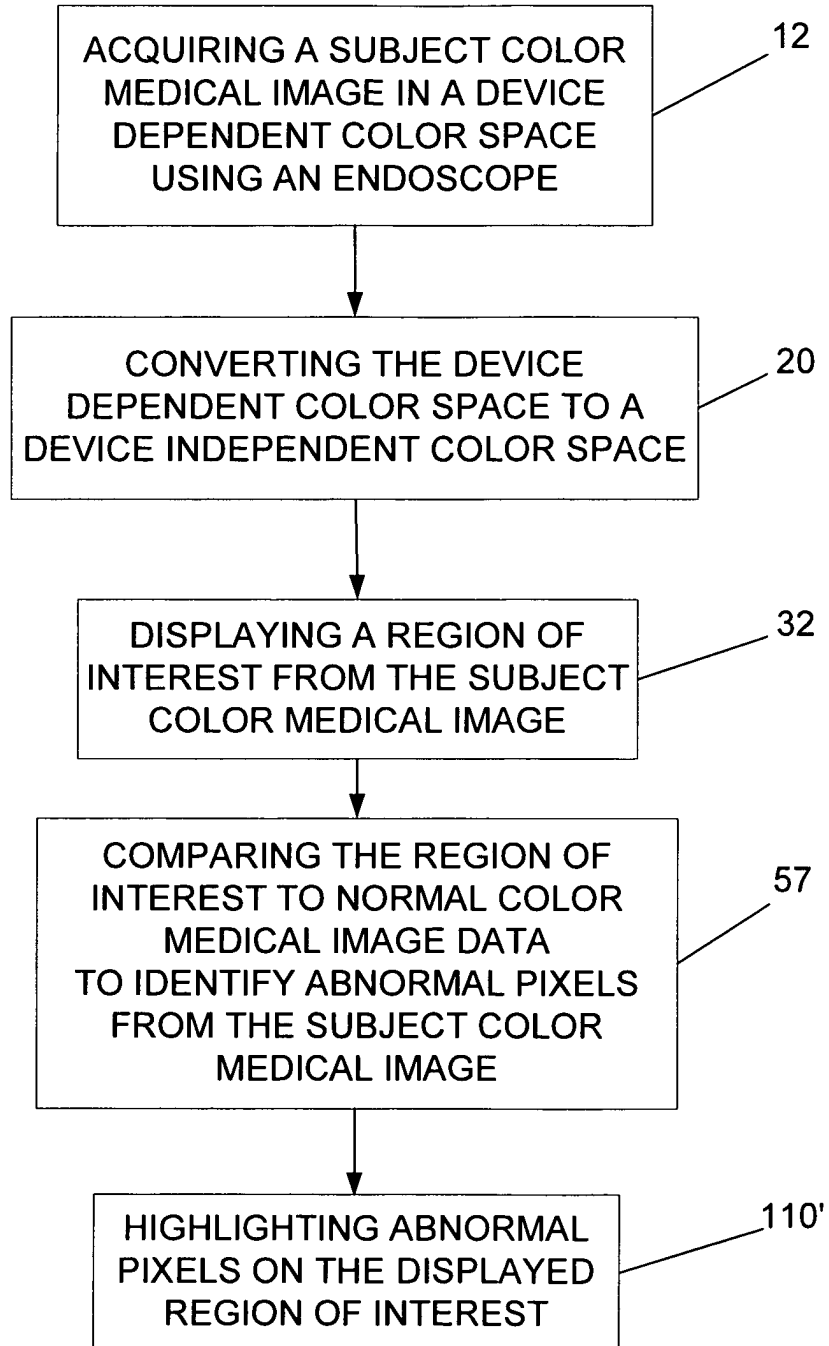 ACQUIRING A SUBJECT COLOR
MEDICAL IMAGE IN A DEVICE
DEPENDENT COLOR SPACE
USING AN ENDOSCOPE
12
CONVERTING THE DEVICE
DEPENDENT COLOR SPACE TO A
DEVICE INDEPENDENT COLOR SPACE
20
DISPLAYING A REGION OF
INTEREST FROM THE SUBJECT
COLOR MEDICAL IMAGE
32
COMPARING THE REGION OF
INTEREST TO NORMAL COLOR
MEDICAL IMAGE DATA
TO IDENTIFY ABNORMAL PIXELS
FROM THE SUBJECT COLOR
MEDICAL IMAGE
57
HIGHLIGHTING ABNORMAL
PIXELS ON THE DISPLAYED
REGION OF INTEREST
110'